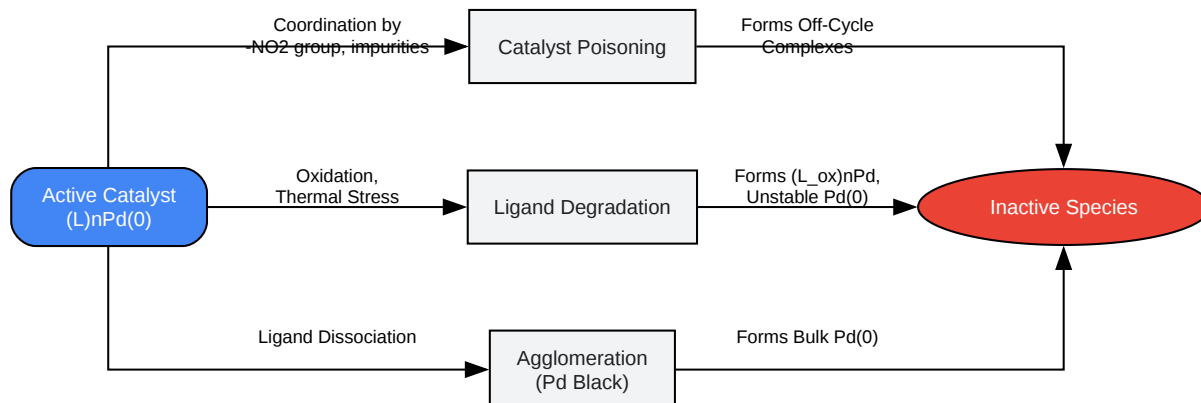 Coordination by
-NO2 group, impurities
Catalyst Poisoning
Forms Off-Cycle
Complexes
Active Catalyst
(L)nPd(0)
Oxidation,
Thermal Stress
Ligand Degradation
Forms (L_ox)nPd,
Unstable Pd(0)
Inactive Species
Ligand Dissociation
Agglomeration
(Pd Black)
Forms Bulk Pd(0)